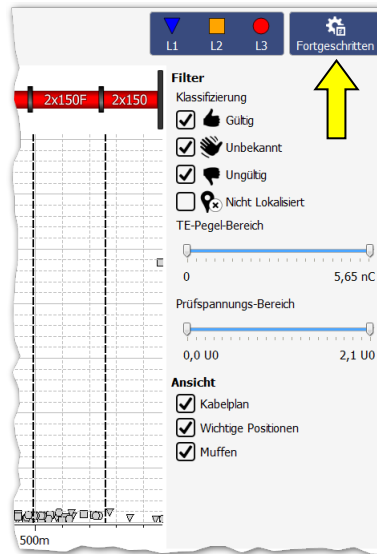 L1 L2 L3 Fortgeschritten
2x150F 2x150
Filter
Klassifizierung
Gültig
Unbekannt
Ungültig
Nicht Lokalisiert
TE-Pegel-Bereich
0 5,65 nC
Prüfspannungs-Bereich
0,0 U0 2,1 U0
Ansicht
Kabelplan
Wichtige Positionen
Muffen
500m